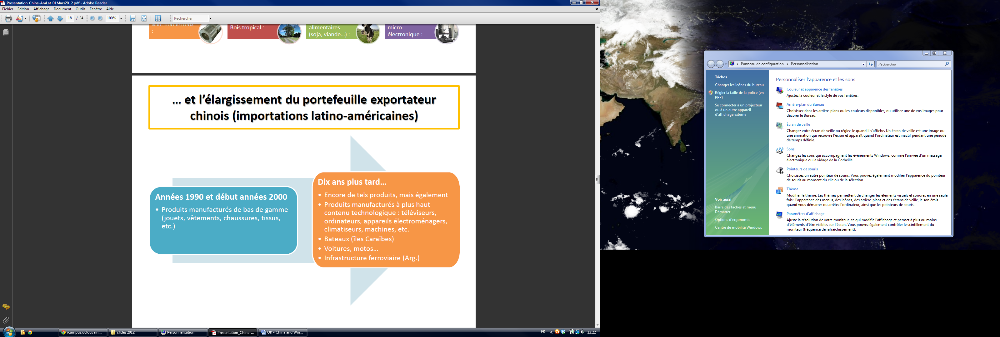 Presentation_Chine-AmLat_01Mars2012.pdf - Adobe Reader
Fichier Edition Affichage Document Outils Fenêtre Aide
18 / 34 100% Rechercher
Min. non ferreux
:
Bois tropical :
alimentaires
(soja, viande...) :
micro-
électronique :
... et l'élargissement du portefeuille exportateur
chinois (importations latino-américaines)
Années 1990 et début années 2000
• Produits manufacturés de bas de gamme
(jouets, vêtements, chaussures, tissus,
etc.)
Dix ans plus tard...
• Encore de tels produits, mais également
• Produits manufacturés à plus haut
contenu technologique : téléviseurs,
ordinateurs, appareils électroménagers,
climatiseurs, machines, etc.
• Bateaux (îles Caraïbes)
• Voitures, motos...
• Infrastructure ferroviaire (Arg.)
icampus.uclouvain.... slides 2012 Personnalisation Presentation_Chine-... OK - China and Wor... FR 13:22
Panneau de configuration Personnalisation Rechercher
Tâches
Changer les icônes du bureau
Régler la taille de la police (en
PPP)
Se connecter à un projecteur
ou à un autre appareil
d'affichage externe
Voir aussi
Barre des tâches et menu
Démarrer
Options d'ergonomie
Centre de mobilité Windows
Personnaliser l'apparence et les sons
Couleur et apparence des fenêtres
Ajustez la couleur et le style de vos fenêtres.
Arrière-plan du Bureau
Choisissez dans les arrière-plans ou les couleurs disponibles, ou utilisez une de vos images pour
décorer le Bureau.
Écran de veille
Changez votre écran de veille ou réglez-le quand il s'affiche. Un écran de veille est une image ou
une animation qui recouvre l'écran et apparaît quand l'ordinateur est inactif pendant une période
de temps définie.
Sons
Changez les sons qui accompagnent les événements Windows, comme l'arrivée d'un message
électronique ou le vidage de la Corbeille.
Pointeurs de souris
Choisissez un autre pointeur de souris. Vous pouvez également modifier l'apparence du pointeur
de souris au moment du clic ou de la sélection.
Thème
Modifier le thème. Les thèmes permettent de changer les éléments visuels et sonores en une seule
fois : l'apparence des menus, des icônes, des arrière-plans et des écrans de veille, le son émis
quand vous démarrez ou arrêtez l'ordinateur, ainsi que les pointeurs de souris.
Paramètres d'affichage
Ajuste la résolution de votre moniteur, ce qui modifie l'affichage et permet à plus ou moins
d'éléments d'être visibles sur l'écran. Vous pouvez également contrôler le scintillement du
moniteur (fréquence de rafraîchissement).